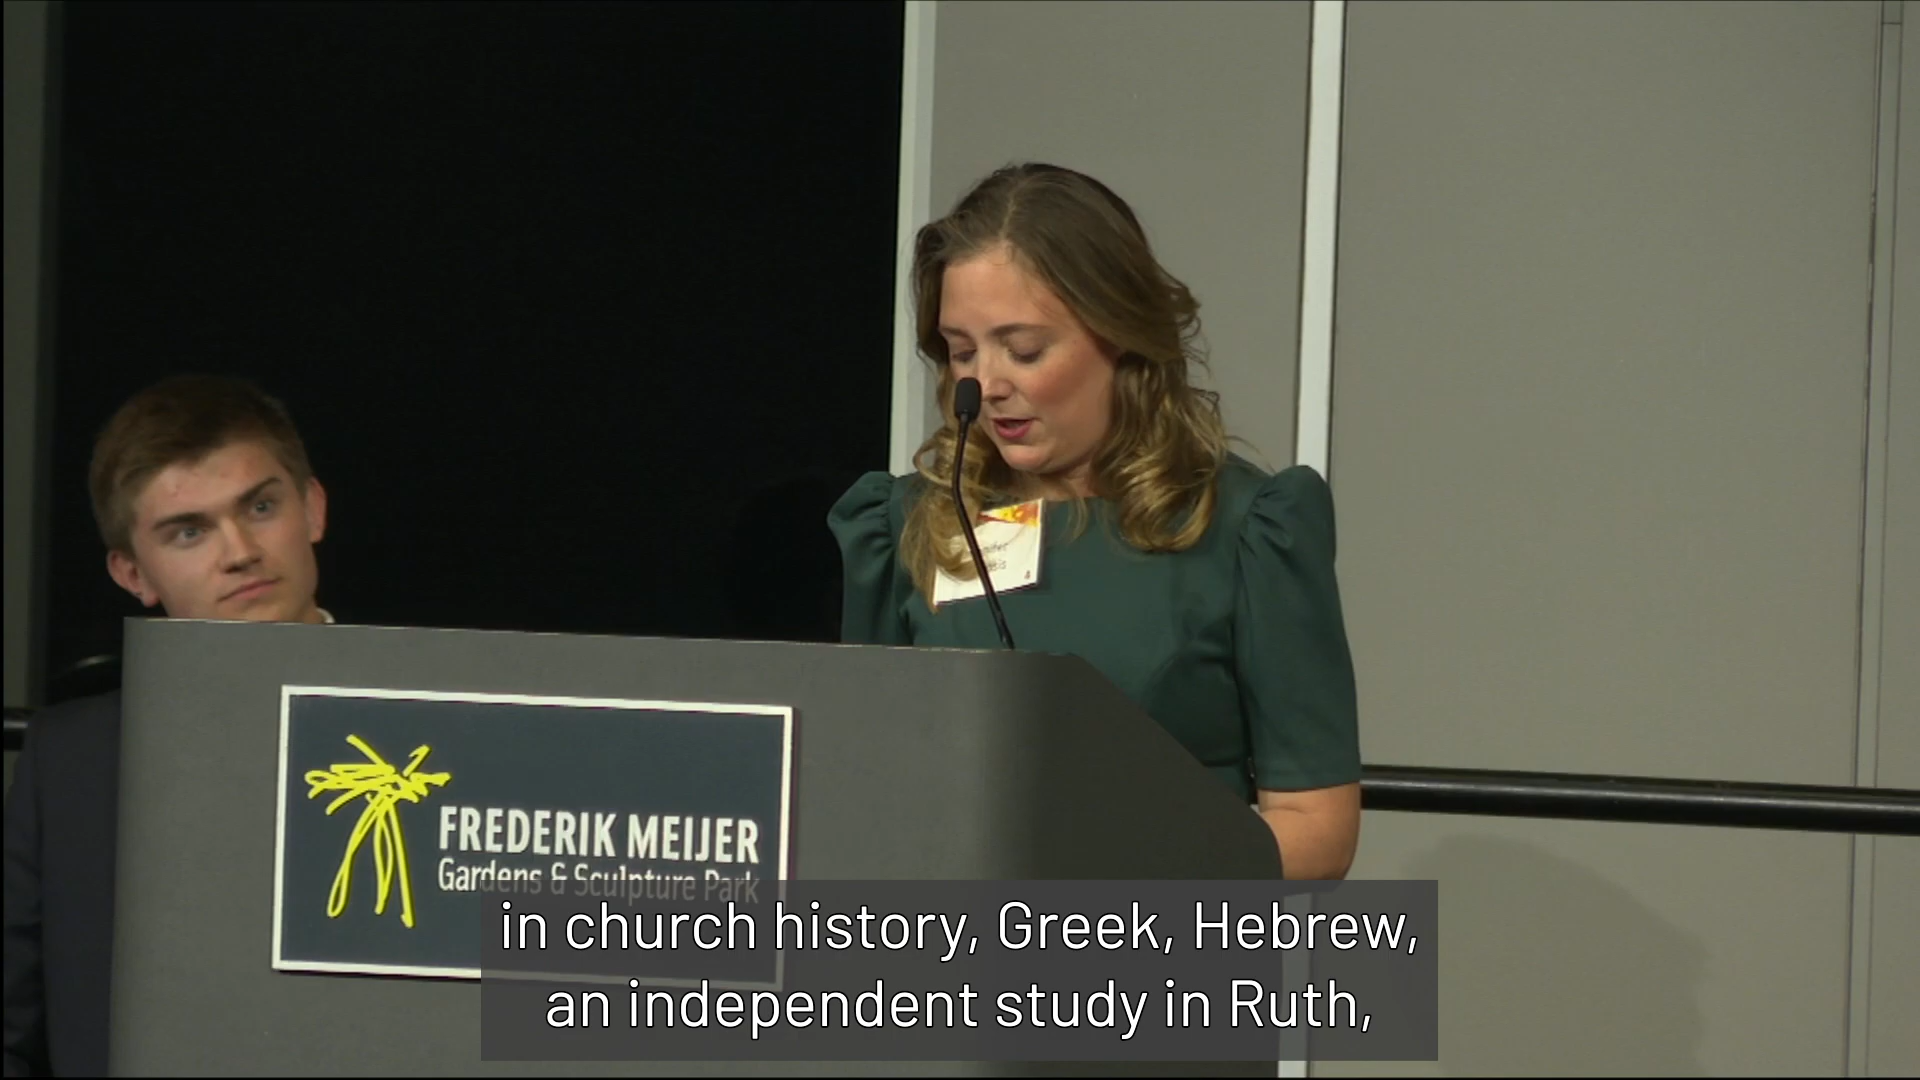 FREDERIK MEIJER
Gardens & Sculpture Park
in church history, Greek, Hebrew,
an independent study in Ruth,